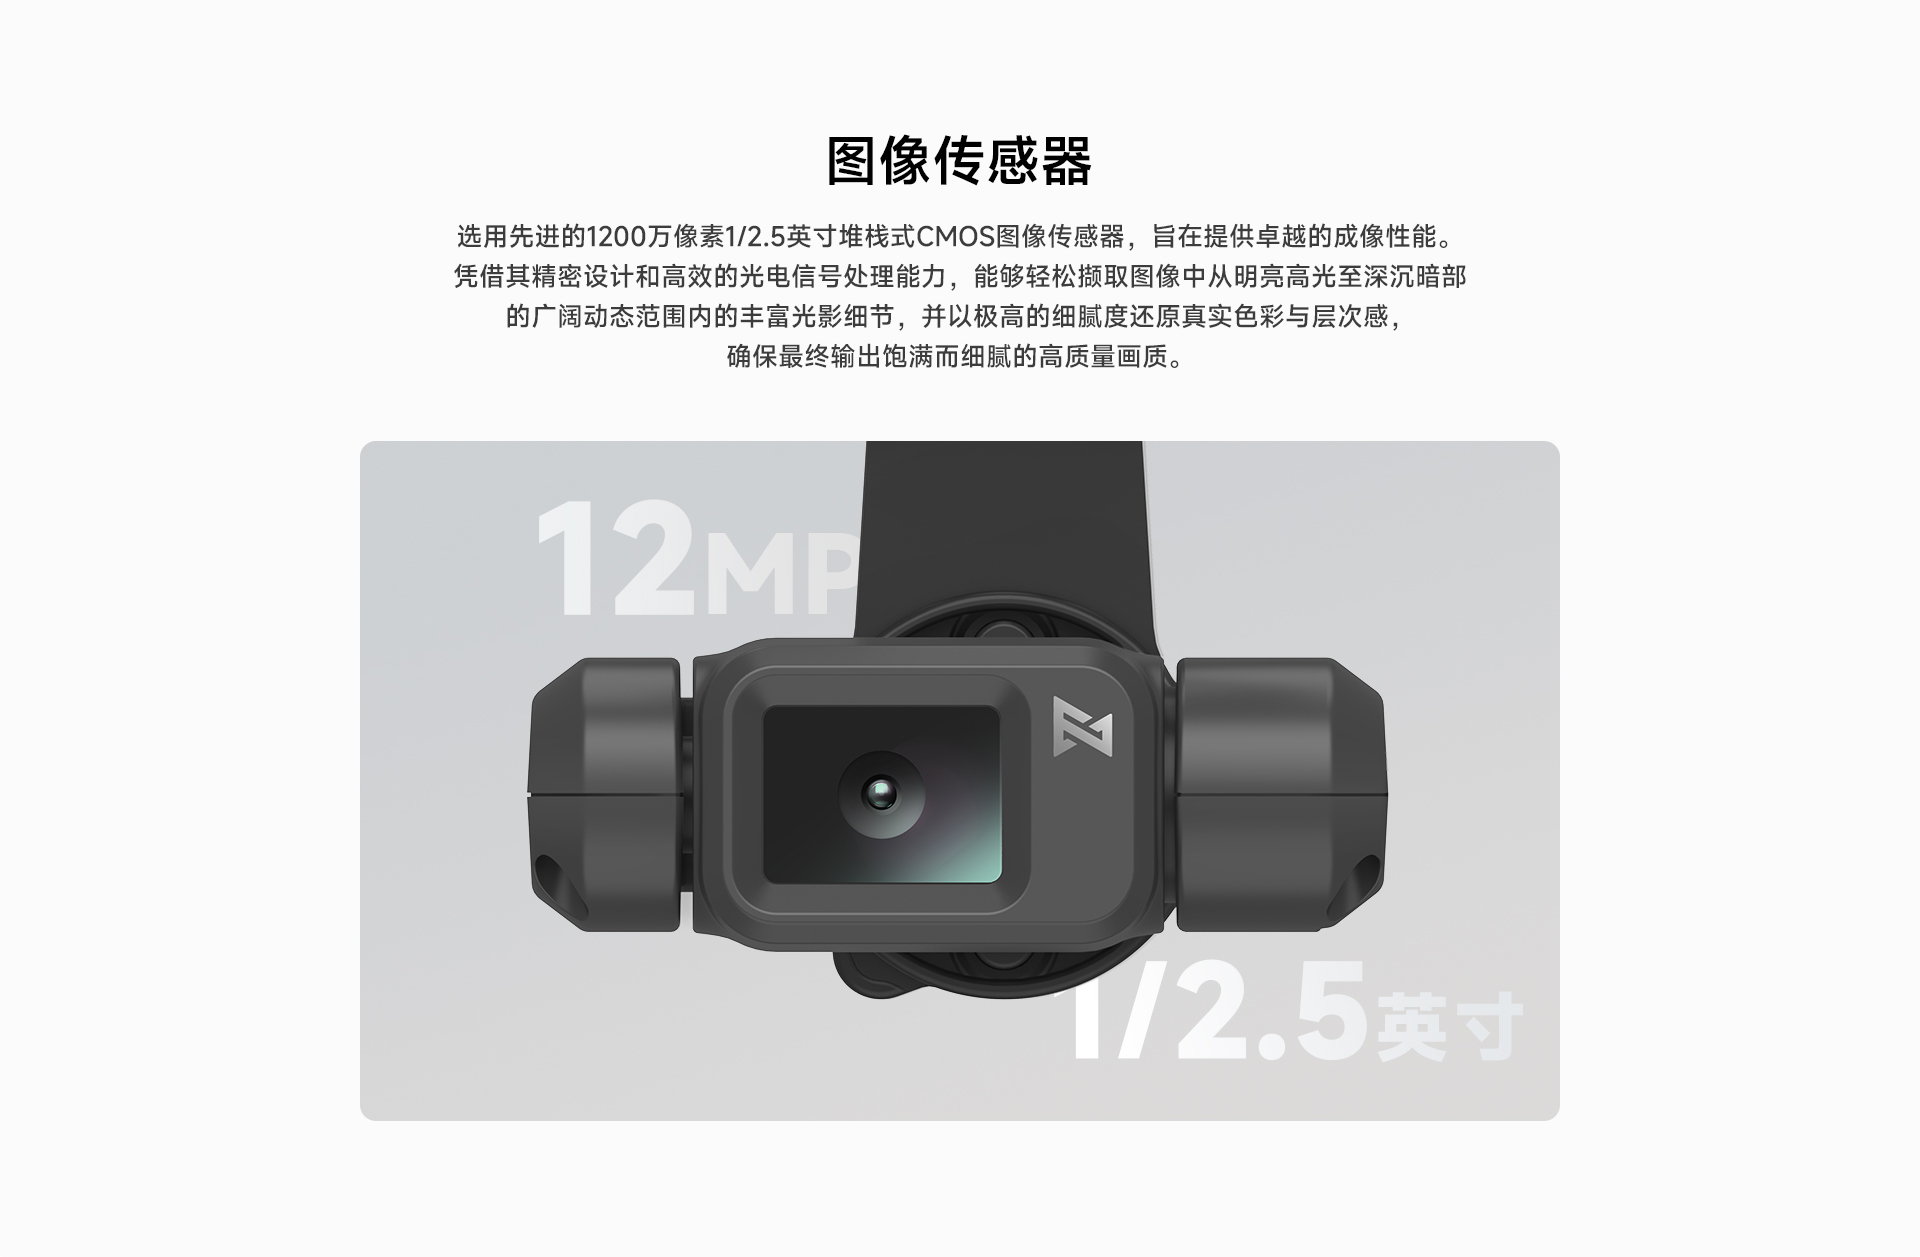 图像传感器
选用先进的1200万像素1/2.5英寸堆栈式CMOS图像传感器，旨在提供卓越的成像性能。
凭借其精密设计和高效的光电信号处理能力，能够轻松撷取图像中从明亮高光至深沉暗部
的广阔动态范围内的丰富光影细节，并以极高的细腻度还原真实色彩与层次感，
确保最终输出饱满而细腻的高质量画质。
12MP
1/2.5英寸